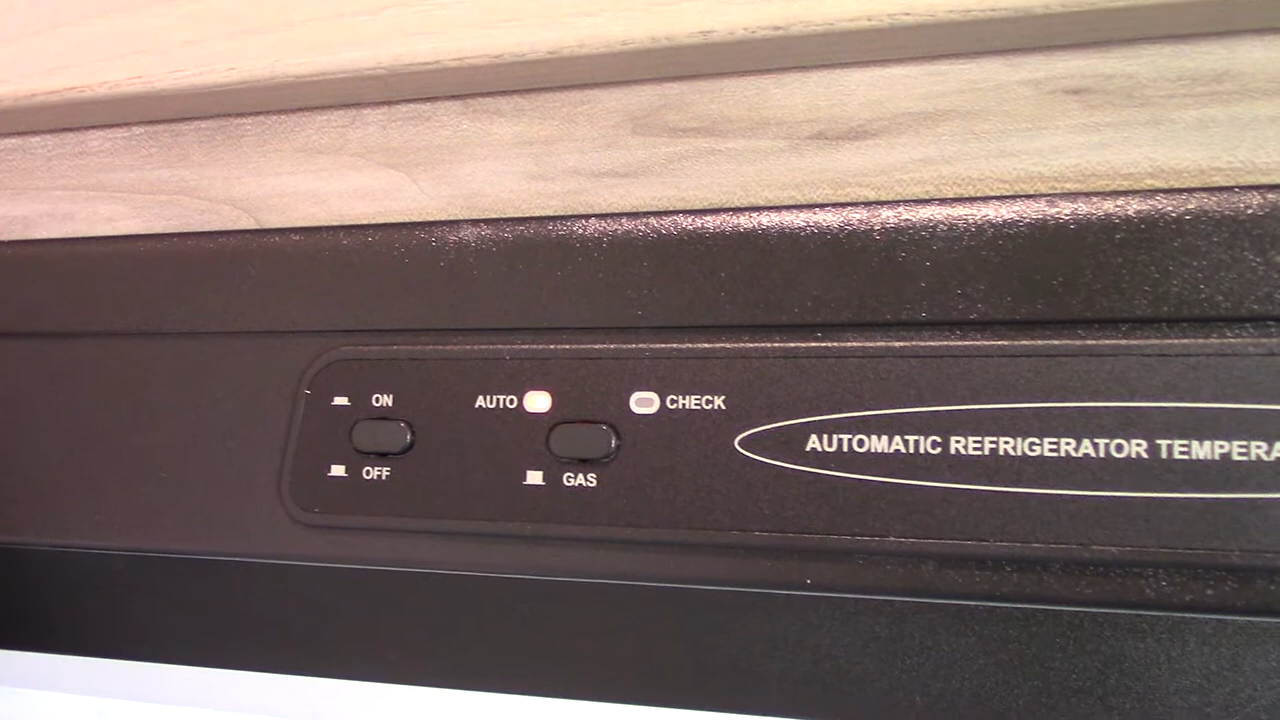 ON
OFF
AUTO
GAS
CHECK
AUTOMATIC REFRIGERATOR TEMPERA